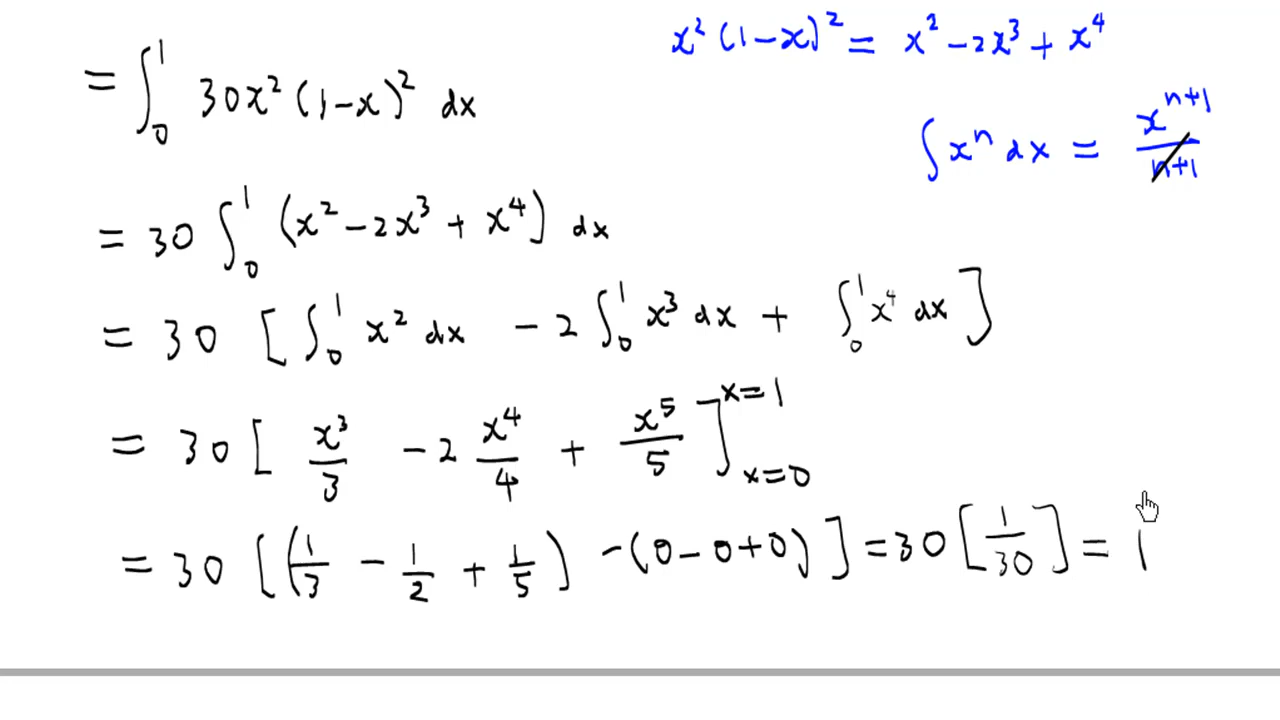 x² (1-x)² = x² - 2x³ + x⁴
= ∫₀¹ 30x² (1-x)² dx
∫ xⁿ dx = xⁿ⁺¹/(n+1)
= 30 ∫₀¹ (x² - 2x³ + x⁴) dx
= 30 [ ∫₀¹ x² dx - 2 ∫₀¹ x³ dx + ∫₀¹ x⁴ dx ]
= 30 [ x³/3 - 2 x⁴/4 + x⁵/5 ] x=1 x=0
= 30 [ (1/3 - 1/2 + 1/5) - (0 - 0 + 0) ] = 30 [ 1/30 ] = 1